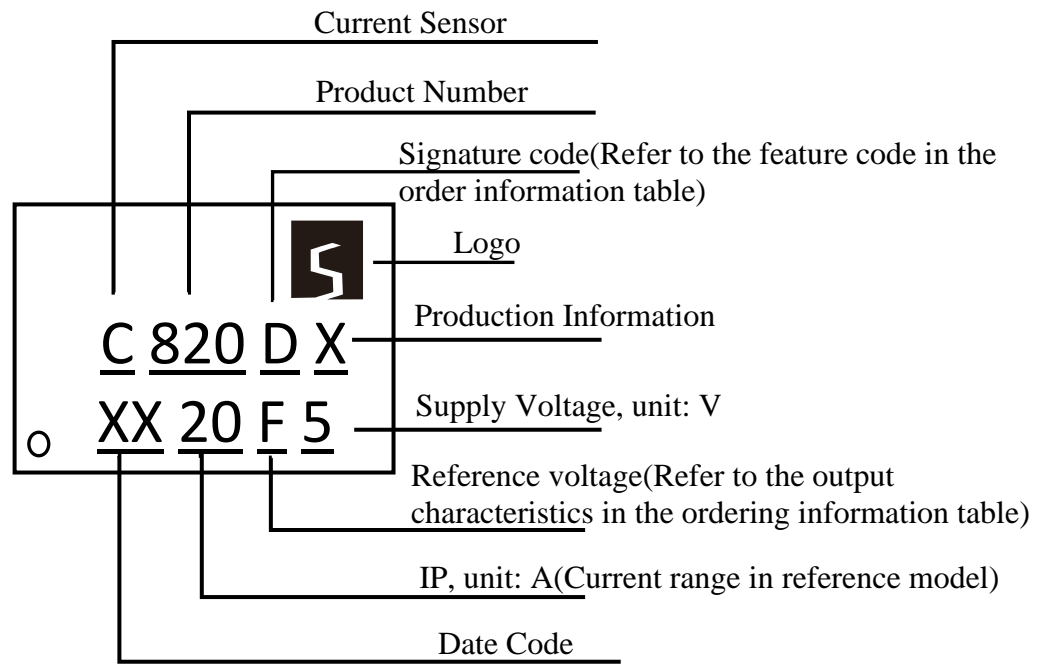 Current Sensor
Product Number
Signature code(Refer to the feature code in the
order information table)
Logo
Production Information
C 820 D X
Supply Voltage, unit: V
XX 20 F 5
Reference voltage(Refer to the output
characteristics in the ordering information table)
IP, unit: A(Current range in reference model)
Date Code